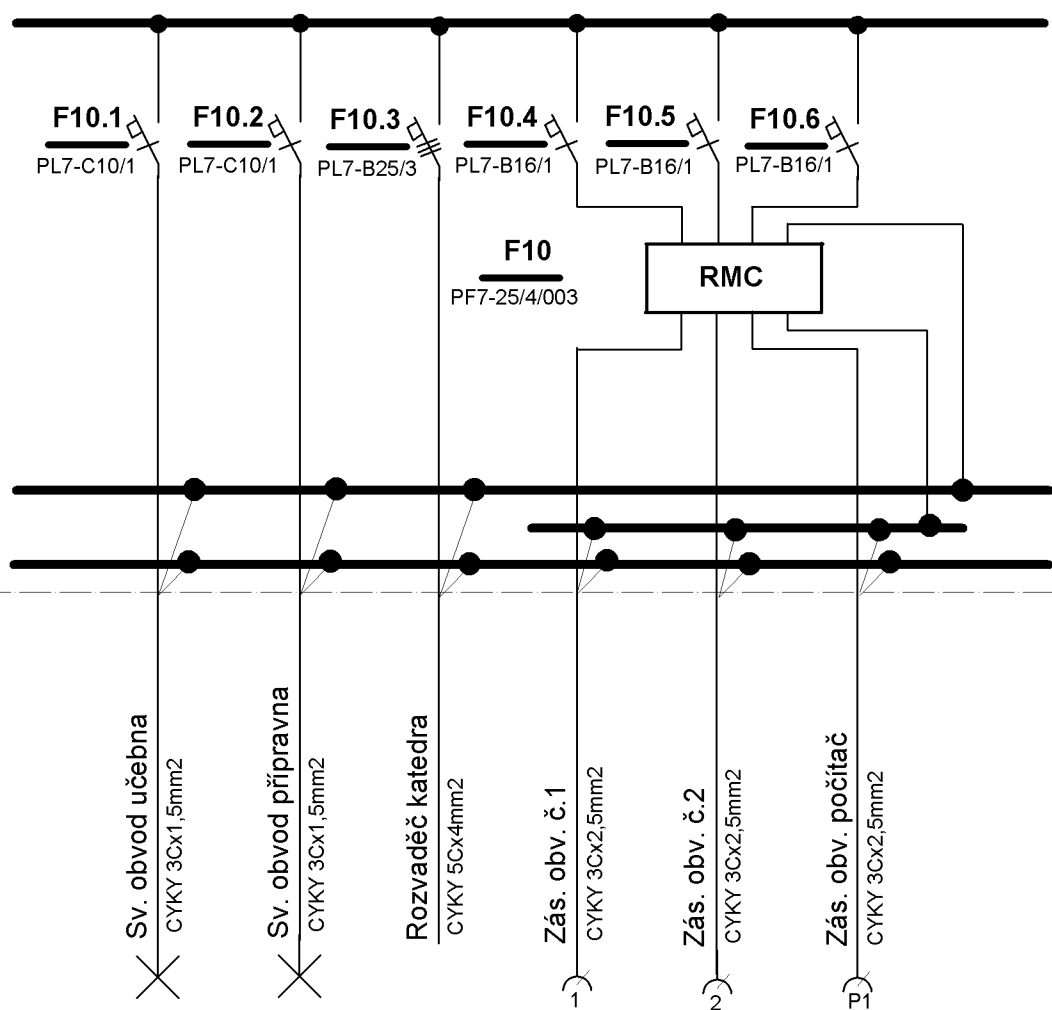 F10.1
PL7-C10/1
F10.2
PL7-C10/1
F10.3
PL7-B25/3
F10.4
PL7-B16/1
F10.5
PL7-B16/1
F10.6
PL7-B16/1
F10
PF7-25/4/003
RMC
Sv. obvod učebna
CYKY 3Cx1,5mm2
Sv. obvod přípravna
CYKY 3Cx1,5mm2
Rozvaděč katedra
CYKY 5Cx4mm2
Zás. obv. č.1
CYKY 3Cx2,5mm2
Zás. obv. č.2
CYKY 3Cx2,5mm2
Zás. obv. počítač
CYKY 3Cx2,5mm2
1
2
P1